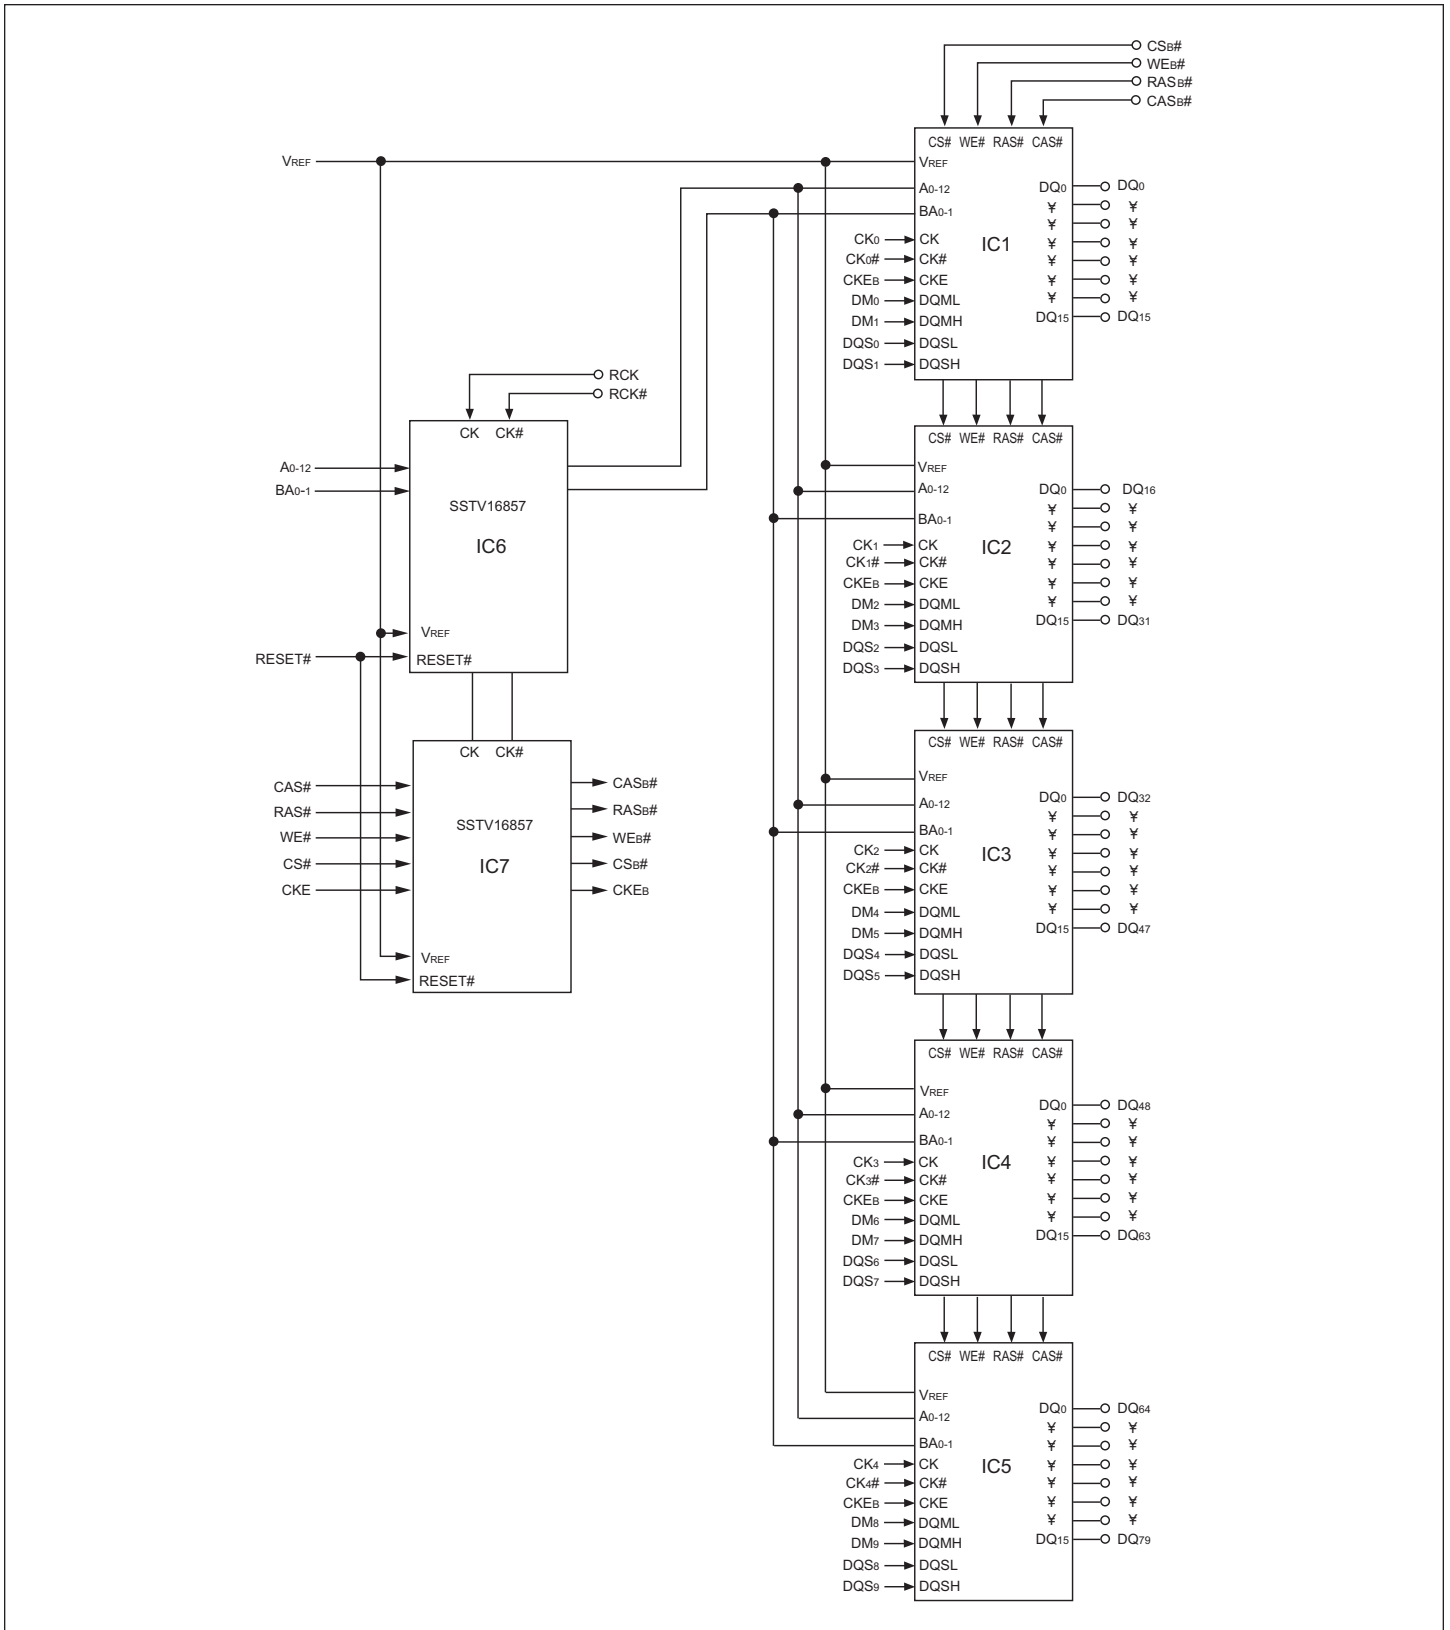 CSB#
WEB#
RASB#
CASB#
CS# WE# RAS# CAS#
VREF
VREF
A0-12
BA0-1
IC1
CK0 CK
CK0# CK#
CKEB CKE
DM0 DQML
DM1 DQMH
DQS0 DQSL
DQS1 DQSH
DQ0 DQ0
¥ ¥
¥ ¥
¥ ¥
¥ ¥
¥ ¥
¥ ¥
DQ15 DQ15
RCK
RCK#
CK CK#
A0-12
BA0-1
SSTV16857
IC6
VREF
RESET# RESET#
CK CK#
CAS#
RAS#
WE#
CS#
CKE
SSTV16857
IC7
CASB#
RASB#
WEB#
CSB#
CKEB
VREF
RESET#
CS# WE# RAS# CAS#
VREF
A0-12
BA0-1
IC2
CK1 CK
CK1# CK#
CKEB CKE
DM2 DQML
DM3 DQMH
DQS2 DQSL
DQS3 DQSH
DQ0 DQ16
¥ ¥
¥ ¥
¥ ¥
¥ ¥
¥ ¥
¥ ¥
DQ15 DQ31
CS# WE# RAS# CAS#
VREF
A0-12
BA0-1
IC3
CK2 CK
CK2# CK#
CKEB CKE
DM4 DQML
DM5 DQMH
DQS4 DQSL
DQS5 DQSH
DQ0 DQ32
¥ ¥
¥ ¥
¥ ¥
¥ ¥
¥ ¥
¥ ¥
DQ15 DQ47
CS# WE# RAS# CAS#
VREF
A0-12
BA0-1
IC4
CK3 CK
CK3# CK#
CKEB CKE
DM6 DQML
DM7 DQMH
DQS6 DQSL
DQS7 DQSH
DQ0 DQ48
¥ ¥
¥ ¥
¥ ¥
¥ ¥
¥ ¥
¥ ¥
DQ15 DQ63
CS# WE# RAS# CAS#
VREF
A0-12
BA0-1
IC5
CK4 CK
CK4# CK#
CKEB CKE
DM8 DQML
DM9 DQMH
DQS8 DQSL
DQS9 DQSH
DQ0 DQ64
¥ ¥
¥ ¥
¥ ¥
¥ ¥
¥ ¥
¥ ¥
DQ15 DQ79